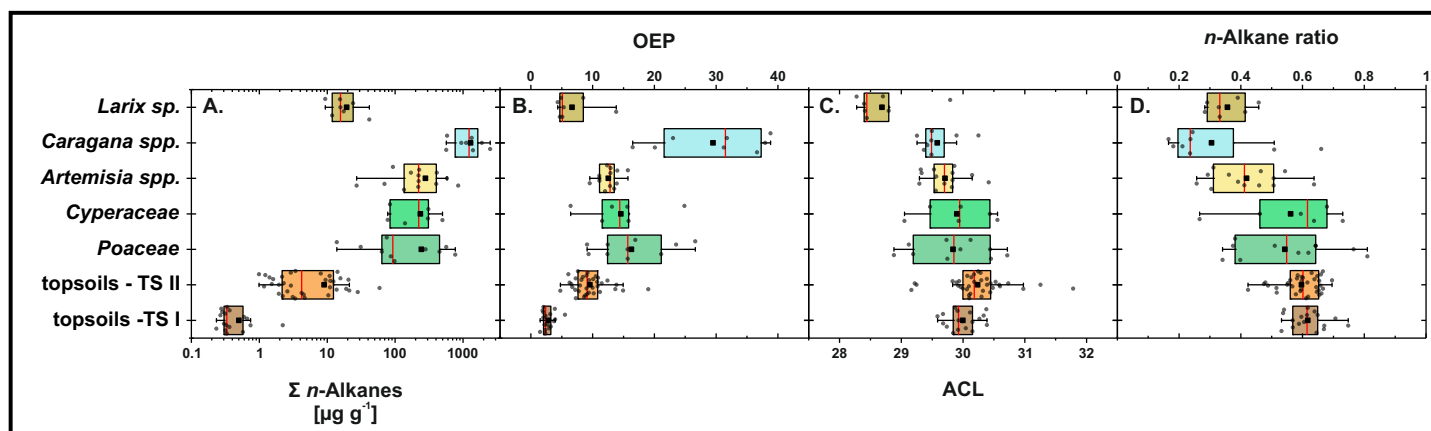 OEP
n-Alkane ratio
0 10 20 30 40
0 0.2 0.4 0.6 0.8 1
A.
B.
C.
D.
Larix sp.
Caragana spp.
Artemisia spp.
Cyperaceae
Poaceae
topsoils - TS II
topsoils -TS I
0.1 1 10 100 1000
28 29 30 31 32
Σ n-Alkanes
[µg g⁻¹]
ACL